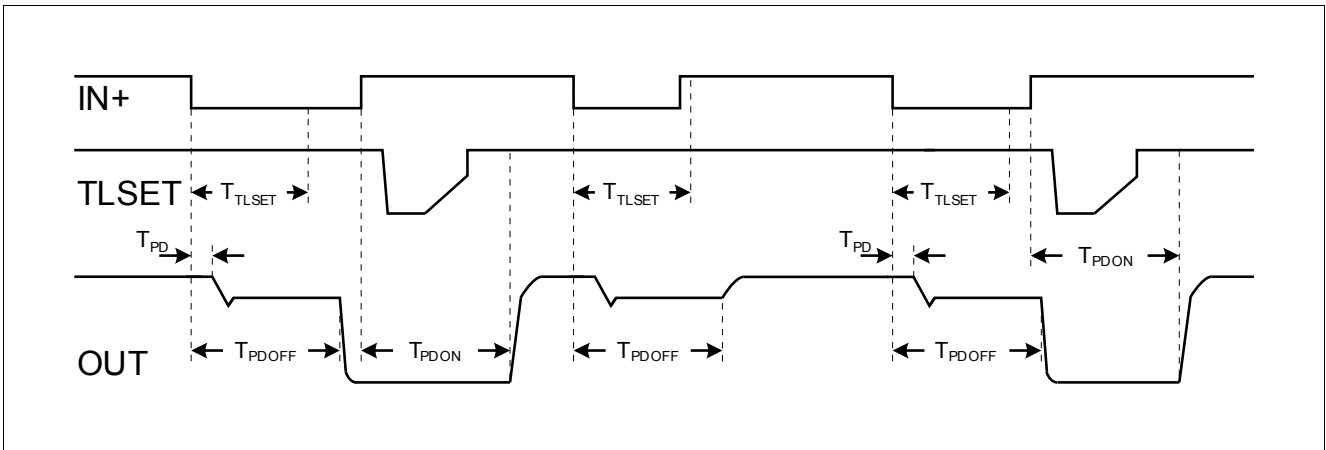 IN+
TLSET
T_TLSET
T_TLSET
T_TLSET
T_PD
T_PD
T_PDON
OUT
T_PDOFF
T_PDON
T_PDOFF
T_PDOFF